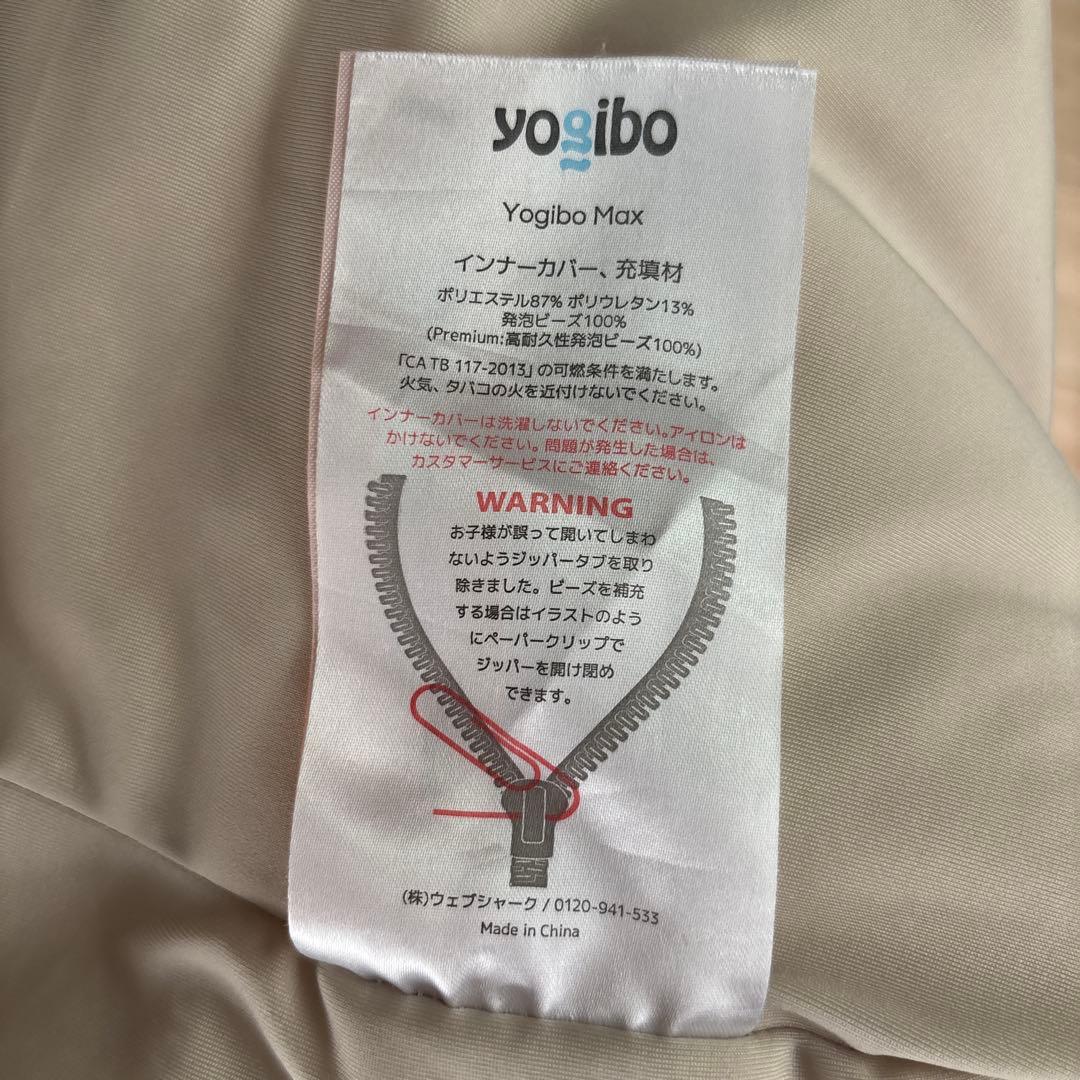 yogibo
Yogibo Max
インナーカバー、充填材
ポリエステル87% ポリウレタン13%
発泡ビーズ100%
(Premium:高耐久性発泡ビーズ100%)
「CA TB 117-2013」の可燃条件を満たします。
火気、タバコの火を近付けないでください。
インナーカバーは洗濯しないでください。アイロンは
かけないでください。問題が発生した場合は、
カスタマーサービスにご連絡ください。
WARNING
お子様が誤って開いてしまわ
ないようジッパータブを取り
除きました。ビーズを補充
する場合はイラストのよう
にペーパークリップで
ジッパーを開け閉め
できます。
(株)ウェブシャーク / 0120-941-533
Made in China